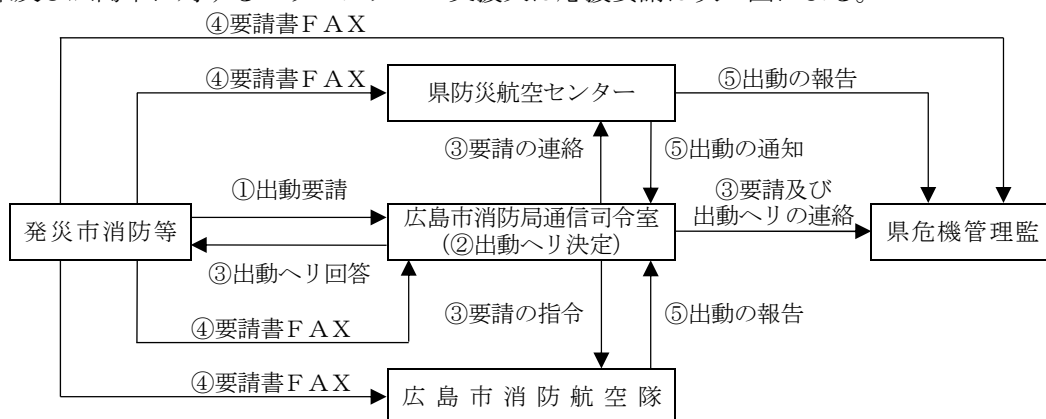 ④要請書ＦＡＸ
④要請書ＦＡＸ
県防災航空センター
⑤出動の報告
③要請の連絡
⑤出動の通知
①出動要請
③要請及び
出動ヘリの連絡
発災市消防等
広島市消防局通信司令室
(②出動ヘリ決定)
県危機管理監
③出動ヘリ回答
③要請の指令
⑤出動の報告
④要請書ＦＡＸ
④要請書ＦＡＸ
広島市消防航空隊